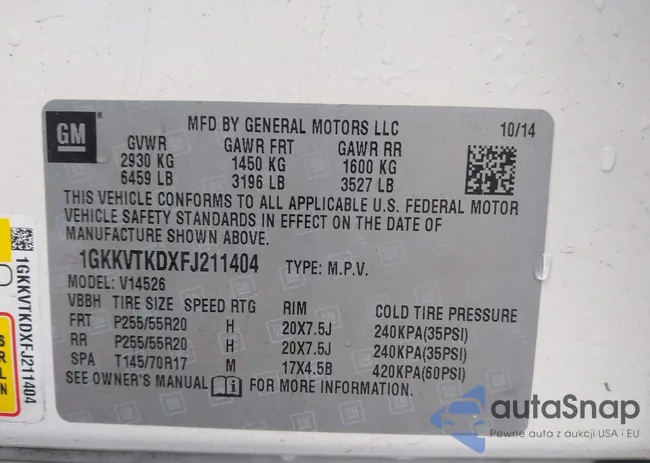 GM
MFD BY GENERAL MOTORS LLC 10/14
GVWR GAWR FRT GAWR RR
2930 KG 1450 KG 1600 KG
6459 LB 3196 LB 3527 LB
THIS VEHICLE CONFORMS TO ALL APPLICABLE U.S. FEDERAL MOTOR
VEHICLE SAFETY STANDARDS IN EFFECT ON THE DATE OF
MANUFACTURE SHOWN ABOVE.
1GKKVTKDXFJ211404 TYPE: M.P.V.
MODEL: V14526
VBBH TIRE SIZE SPEED RTG RIM COLD TIRE PRESSURE
FRT P255/55R20 H 20X7.5J 240KPA(35PSI)
RR P255/55R20 H 20X7.5J 240KPA(35PSI)
SPA T145/70R17 M 17X4.5B 420KPA(60PSI)
SEE OWNER'S MANUAL FOR MORE INFORMATION.
1GKKVTKDXFJ211404
autaSnap
Pewne auta z aukcji USA i EU